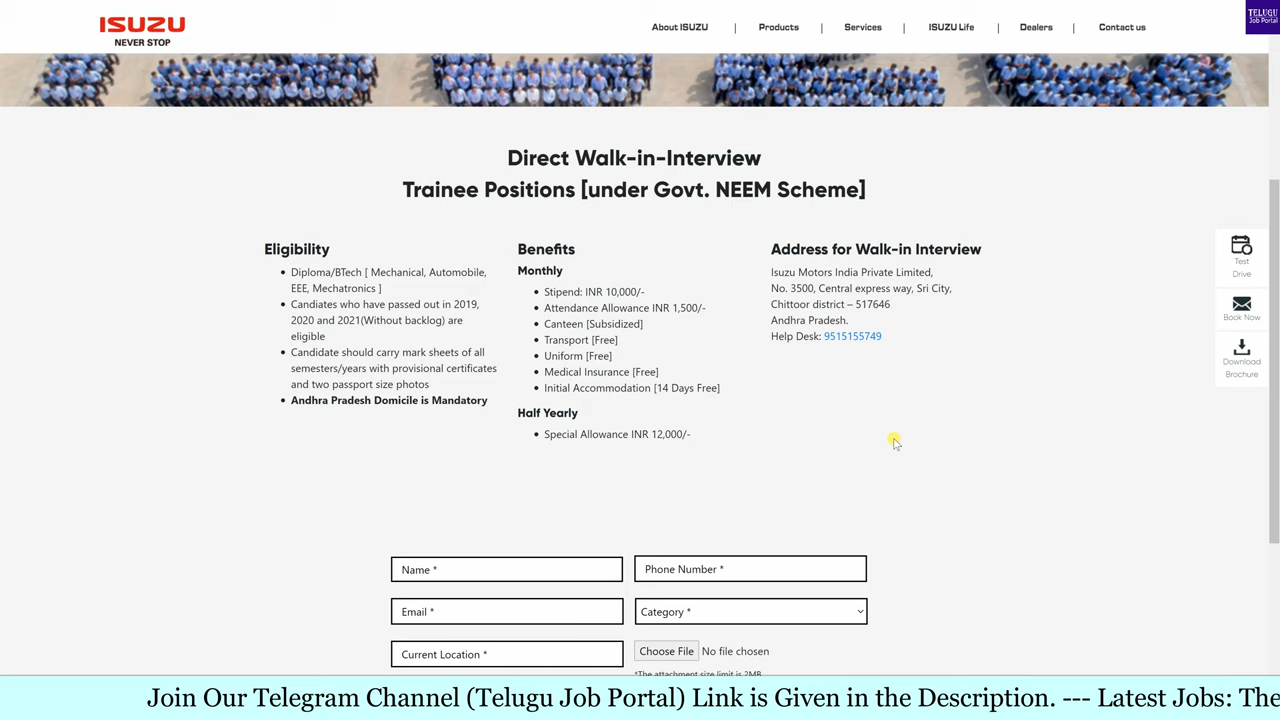 ISUZU
NEVER STOP
About ISUZU | Products | Services | ISUZU Life | Dealers | Contact us
TELUGU
Job Portal
Direct Walk-in-Interview
Trainee Positions [under Govt. NEEM Scheme]
Eligibility
• Diploma/BTech [ Mechanical, Automobile,
EEE, Mechatronics ]
• Candiates who have passed out in 2019,
2020 and 2021(Without backlog) are
eligible
• Candidate should carry mark sheets of all
semesters/years with provisional certificates
and two passport size photos
• Andhra Pradesh Domicile is Mandatory
Benefits
Monthly
• Stipend: INR 10,000/-
• Attendance Allowance INR 1,500/-
• Canteen [Subsidized]
• Transport [Free]
• Uniform [Free]
• Medical Insurance [Free]
• Initial Accommodation [14 Days Free]
Half Yearly
• Special Allowance INR 12,000/-
Address for Walk-in Interview
Isuzu Motors India Private Limited,
No. 3500, Central express way, Sri City,
Chittoor district – 517646
Andhra Pradesh.
Help Desk: 9515155749
Test
Drive
Book Now
Download
Brochure
Name *
Phone Number *
Email *
Category *
Current Location *
Choose File No file chosen
*The attachment size limit is 2MB
Join Our Telegram Channel (Telugu Job Portal) Link is Given in the Description. --- Latest Jobs: The